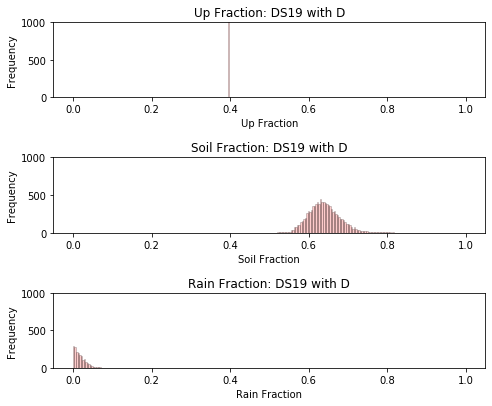 Up Fraction: DS19 with D
1000
500
0
Frequency
0.0 0.2 0.4 0.6 0.8 1.0
Up Fraction
Soil Fraction: DS19 with D
1000
500
0
Frequency
0.0 0.2 0.4 0.6 0.8 1.0
Soil Fraction
Rain Fraction: DS19 with D
1000
500
0
Frequency
0.0 0.2 0.4 0.6 0.8 1.0
Rain Fraction